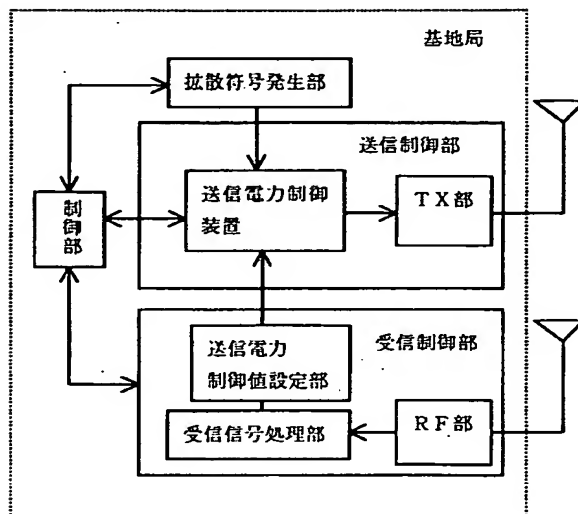 基地局
拡散符号発生部
送信制御部
送信電力制御
装置
TX部
制御部
送信電力
制御値設定部
受信制御部
受信信号処理部
RF部